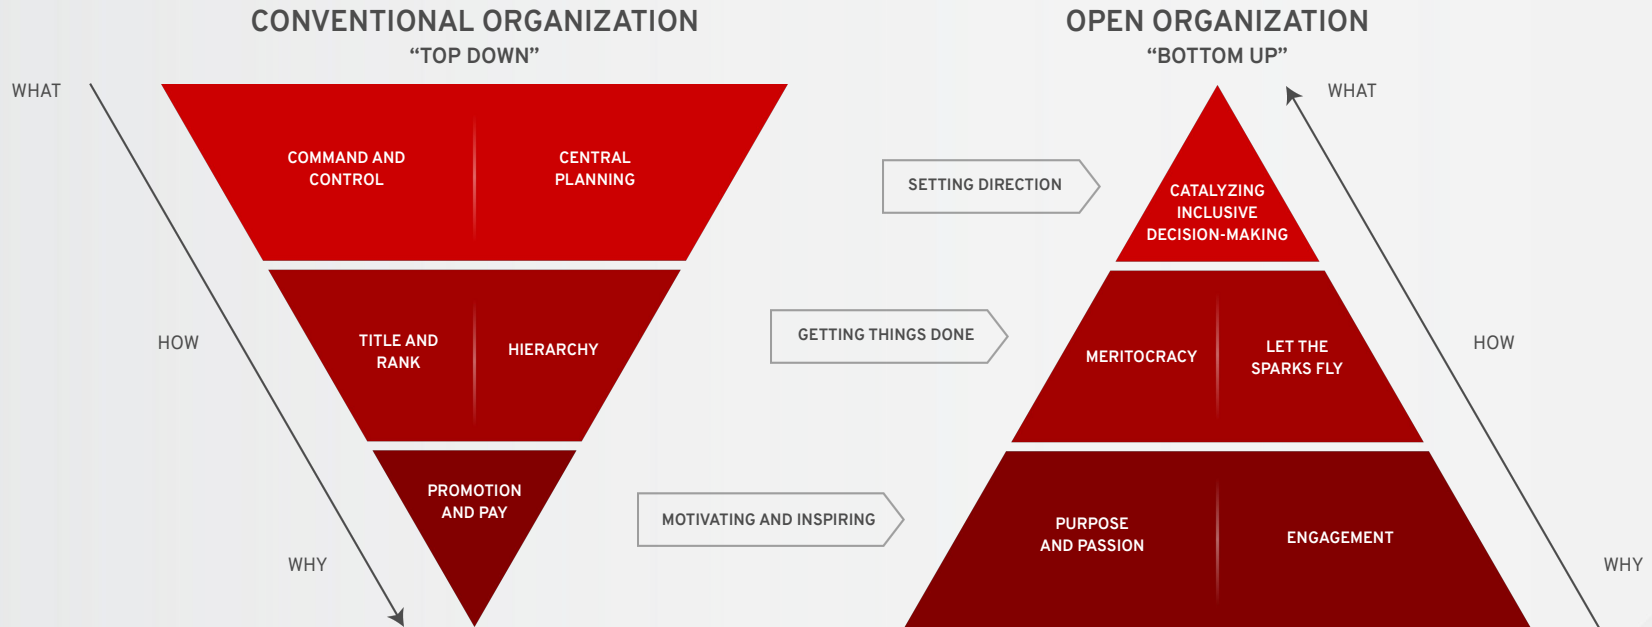 CONVENTIONAL ORGANIZATION
“TOP DOWN”
WHAT
COMMAND AND
CONTROL
CENTRAL
PLANNING
HOW
TITLE AND
RANK
HIERARCHY
WHY
PROMOTION
AND PAY
SETTING DIRECTION
GETTING THINGS DONE
MOTIVATING AND INSPIRING
OPEN ORGANIZATION
“BOTTOM UP”
WHAT
CATALYZING
INCLUSIVE
DECISION-MAKING
HOW
MERITOCRACY
LET THE
SPARKS FLY
WHY
PURPOSE
AND PASSION
ENGAGEMENT